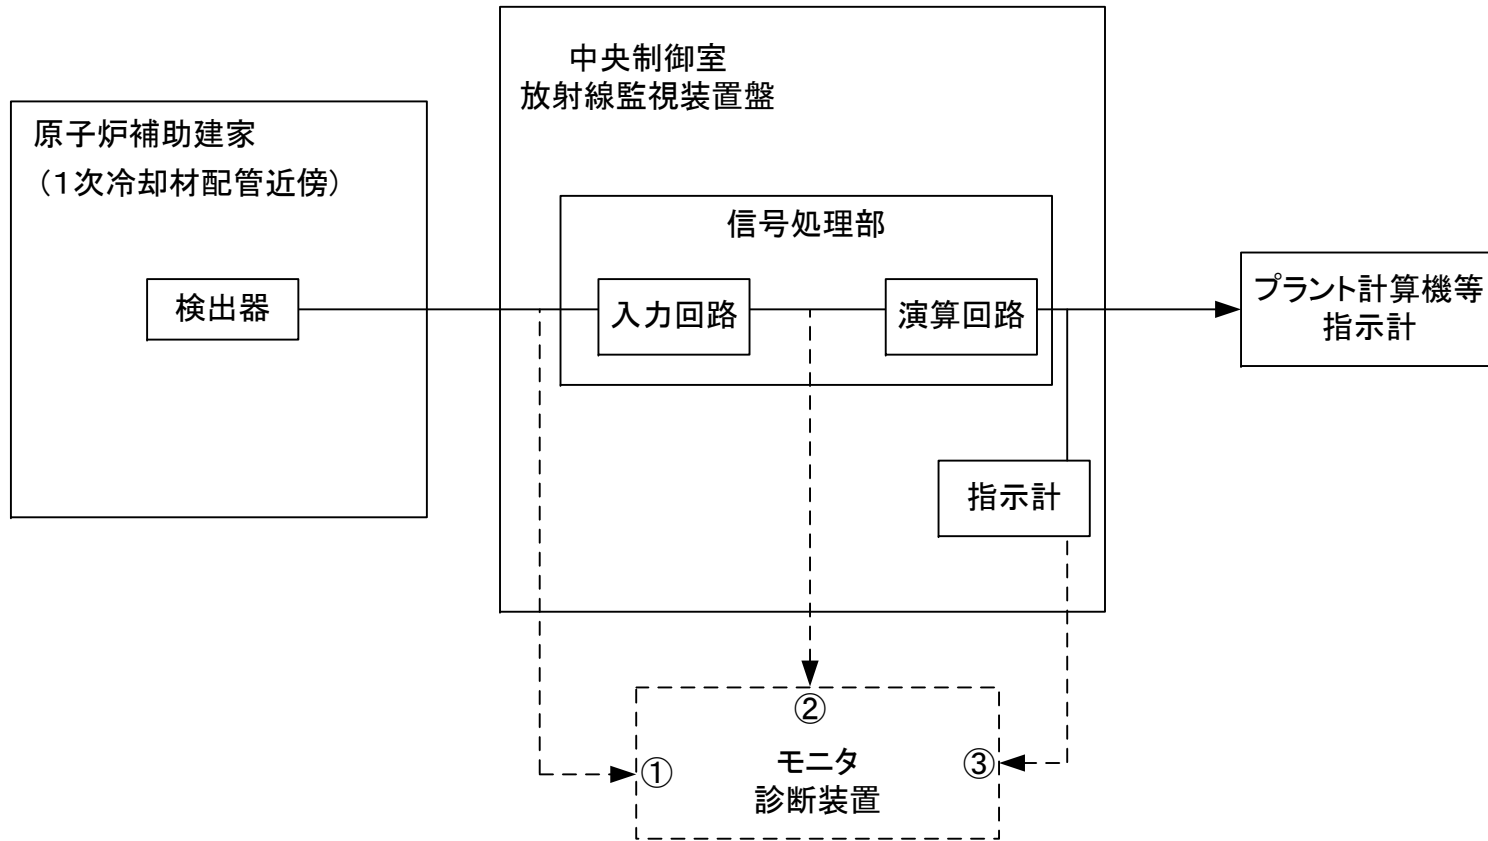 中央制御室
放射線監視装置盤
原子炉補助建家
（１次冷却材配管近傍）
信号処理部
検出器
入力回路
演算回路
プラント計算機等
指示計
指示計
②
①
モニタ
③
診断装置